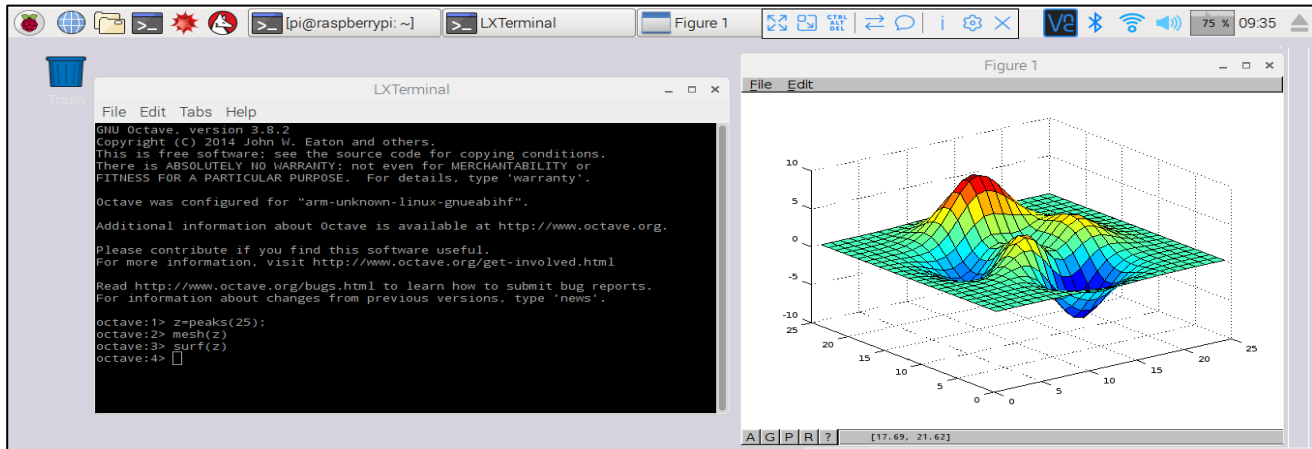 [pi@raspberrypi: ~] LXTerminal Figure 1 CTRL ALT DEL i V2 75 % 09:35
Trash
LXTerminal
File Edit Tabs Help
GNU Octave, version 3.8.2
Copyright (C) 2014 John W. Eaton and others.
This is free software; see the source code for copying conditions.
There is ABSOLUTELY NO WARRANTY; not even for MERCHANTABILITY or
FITNESS FOR A PARTICULAR PURPOSE.  For details, type 'warranty'.
Octave was configured for "arm-unknown-linux-gnueabihf".
Additional information about Octave is available at http://www.octave.org.
Please contribute if you find this software useful.
For more information, visit http://www.octave.org/get-involved.html
Read http://www.octave.org/bugs.html to learn how to submit bug reports.
For information about changes from previous versions, type 'news'.
octave:1> z=peaks(25);
octave:2> mesh(z)
octave:3> surf(z)
octave:4>
Figure 1
File Edit
10
5
0
-5
-10
25
20
15
10
5
0
0
5
10
15
20
25
A G P R ? [17.69, 21.62]